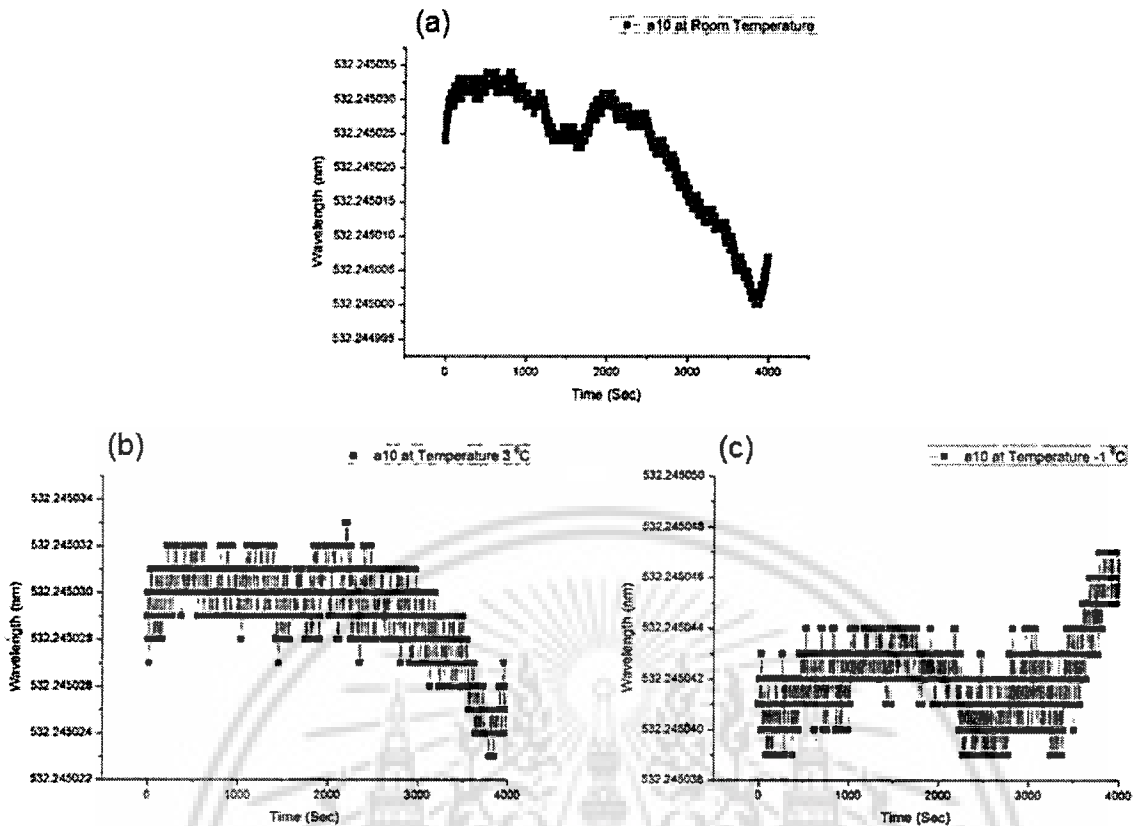 (a)
a10 at Room Temperature
532.245035
532.245030
532.245025
532.245020
532.245015
532.245010
532.245005
532.245000
532.244995
Wavelength (nm)
0 1000 2000 3000 4000
Time (Sec)
(b)
a10 at Temperature 3 °C
532.245034
532.245032
532.245030
532.245028
532.245026
532.245024
532.245022
Wavelength (nm)
0 1000 2000 3000 4000
Time (Sec)
(c)
a10 at Temperature -1 °C
532.245050
532.245048
532.245046
532.245044
532.245042
532.245040
532.245038
Wavelength (nm)
0 1000 2000 3000 4000
Time (Sec)